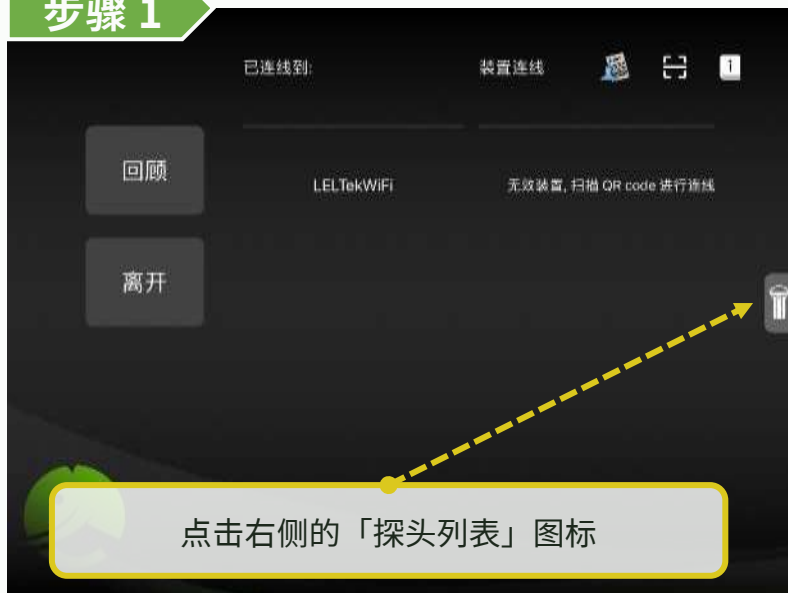 步骤 1
已连线到:
装置连线
1
回顾
LELTekWiFi
无效装置, 扫描 QR code 进行连线
离开
点击右侧的「探头列表」图标